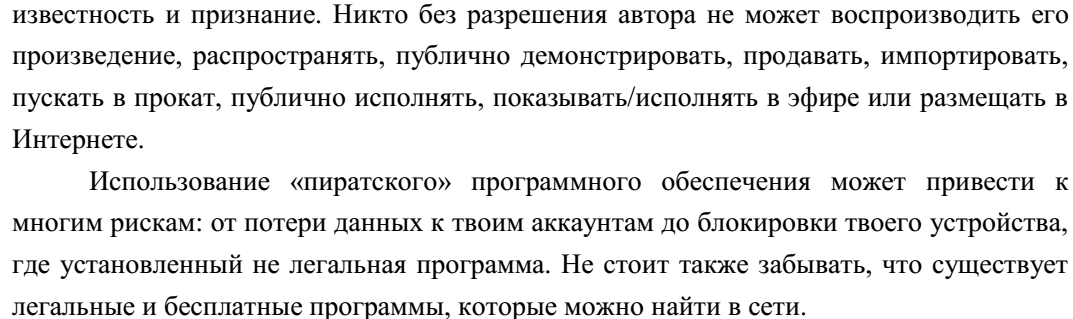 известность и признание. Никто без разрешения автора не может воспроизводить его
произведение, распространять, публично демонстрировать, продавать, импортировать,
пускать в прокат, публично исполнять, показывать/исполнять в эфире или размещать в
Интернете.
Использование «пиратского» программного обеспечения может привести к
многим рискам: от потери данных к твоим аккаунтам до блокировки твоего устройства,
где установленный не легальная программа. Не стоит также забывать, что существует
легальные и бесплатные программы, которые можно найти в сети.